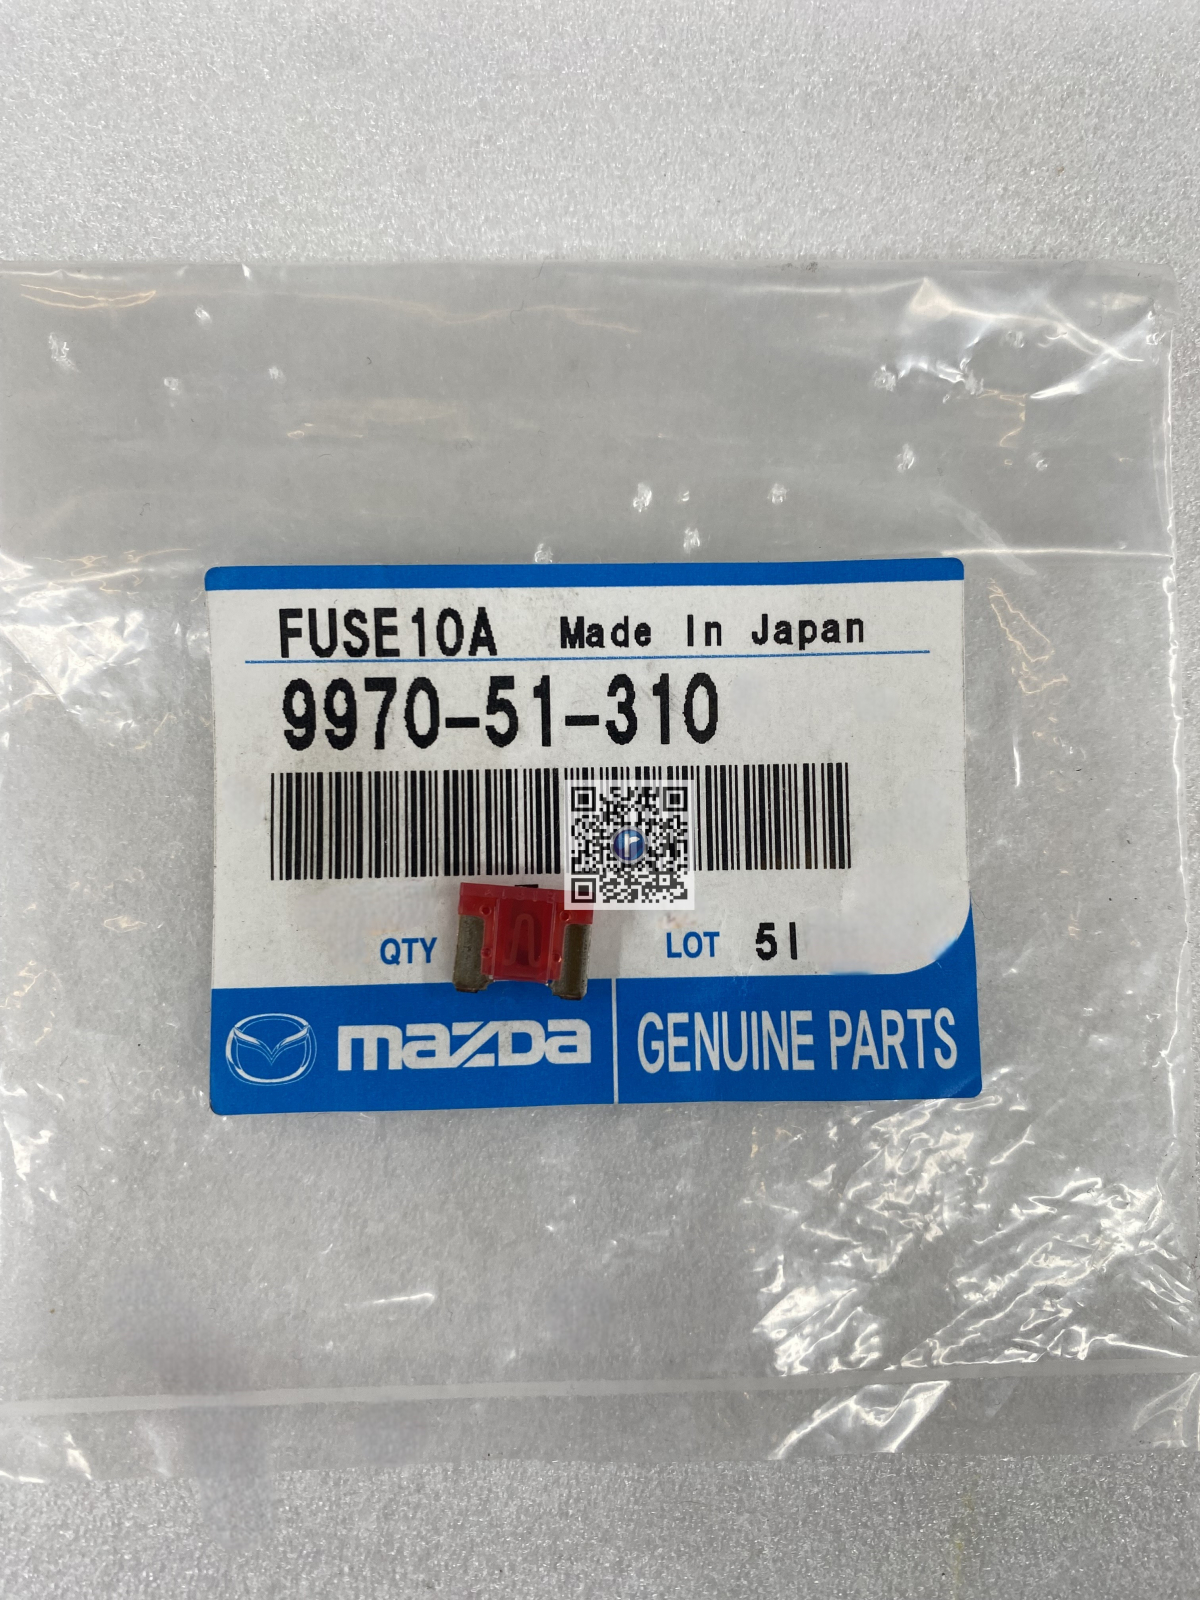 FUSE10A Made In Japan
9970-51-310
QTY LOT 51
mazda GENUINE PARTS